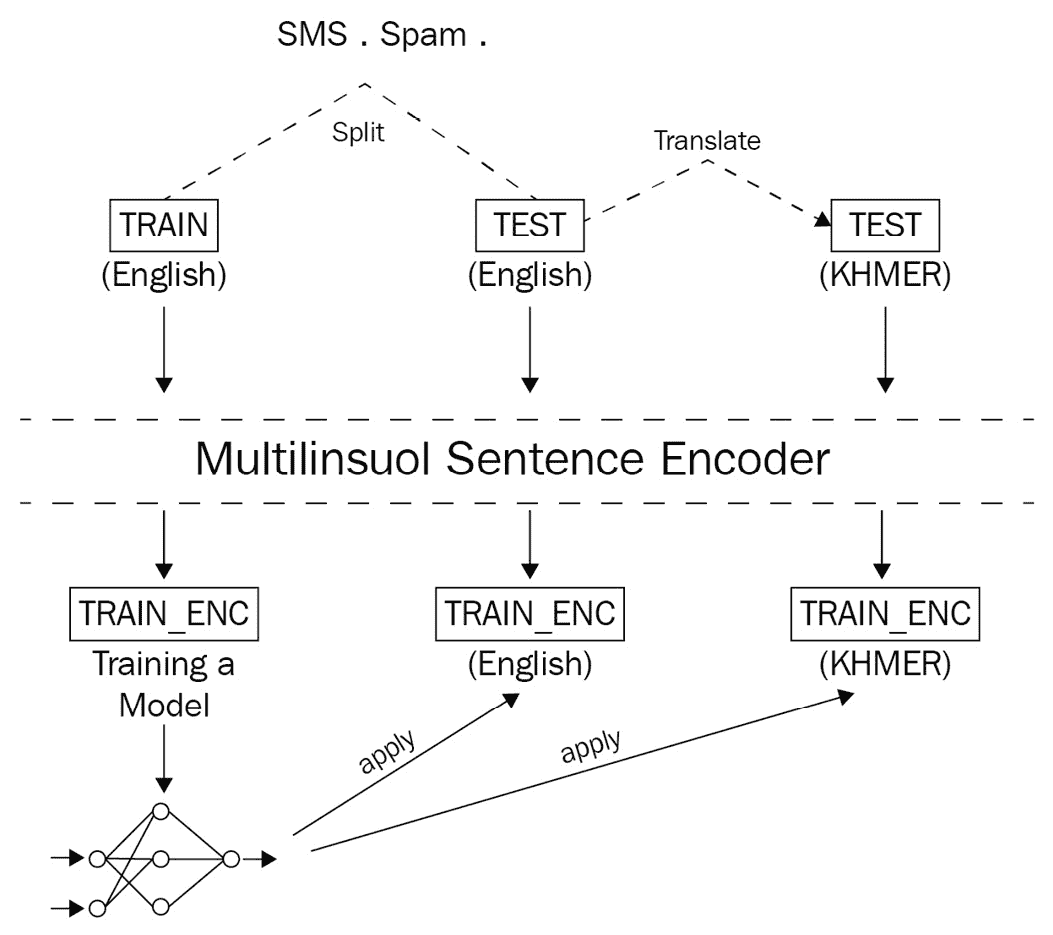 SMS . Spam .
Split
Translate
TRAIN
TEST
TEST
(English)
(English)
(KHMER)
Multilinsuol Sentence Encoder
TRAIN_ENC
TRAIN_ENC
TRAIN_ENC
Training a
Model
(English)
(KHMER)
apply
apply